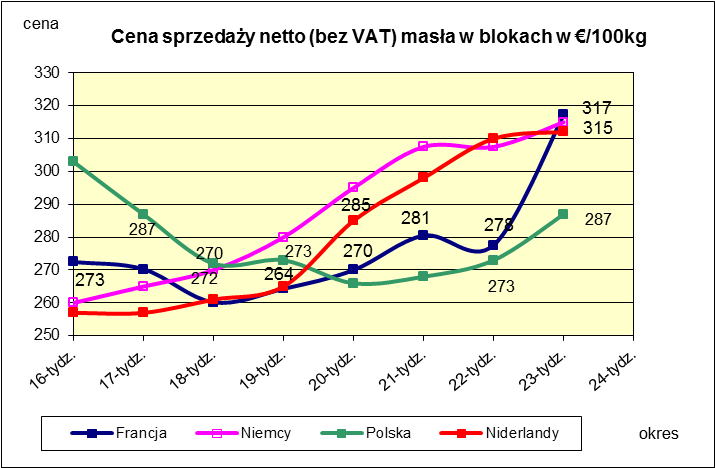 cena
Cena sprzedaży netto (bez VAT) masła w blokach w €/100kg
330
320
310
300
290
280
270
260
250
317
315
287
285
281
278
287
270
273
270
273
272
264
273
16-tydz.
17-tydz.
18-tydz.
19-tydz.
20-tydz.
21-tydz.
22-tydz.
23-tydz.
24-tydz.
Francja Niemcy Polska Niderlandy
okres